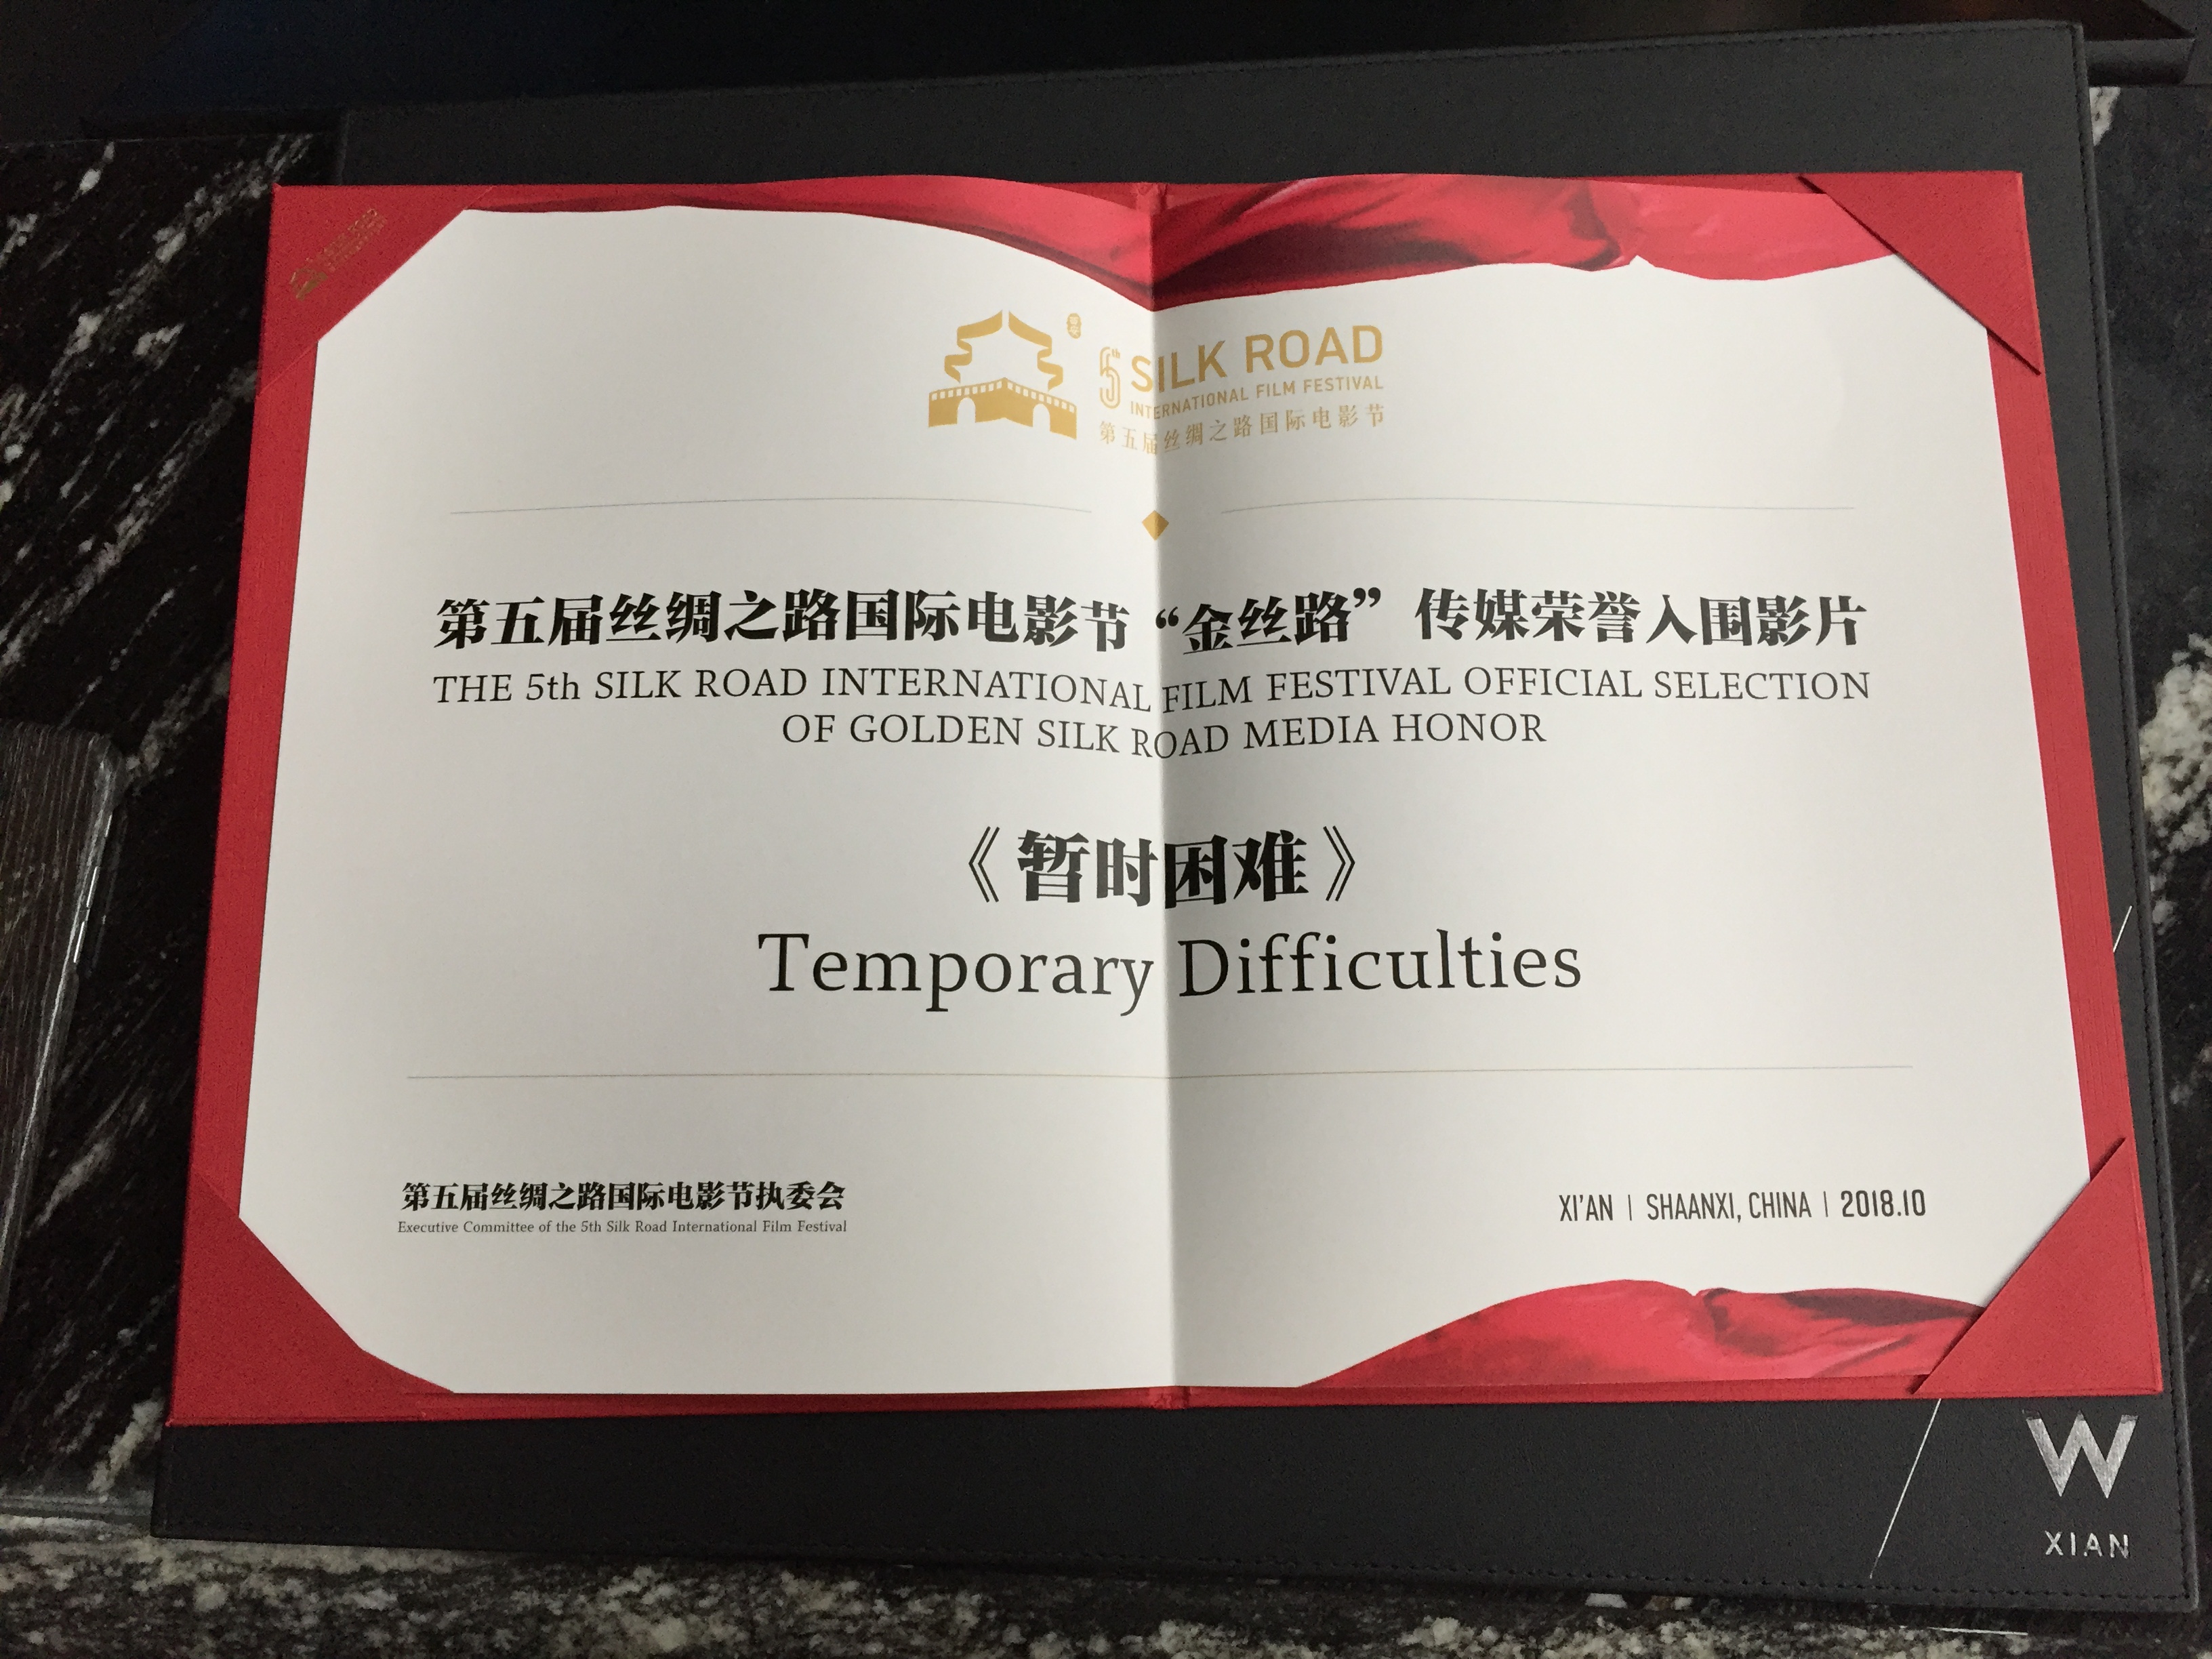 5th SILK ROAD
INTERNATIONAL FILM FESTIVAL
第五届丝绸之路国际电影节
第五届丝绸之路国际电影节“金丝路”传媒荣誉入围影片
THE 5th SILK ROAD INTERNATIONAL FILM FESTIVAL OFFICIAL SELECTION
OF GOLDEN SILK ROAD MEDIA HONOR
《暂时困难》
Temporary Difficulties
第五届丝绸之路国际电影节执委会
Executive Committee of the 5th Silk Road International Film Festival
XI'AN | SHAANXI, CHINA | 2018.10
W
XIAN